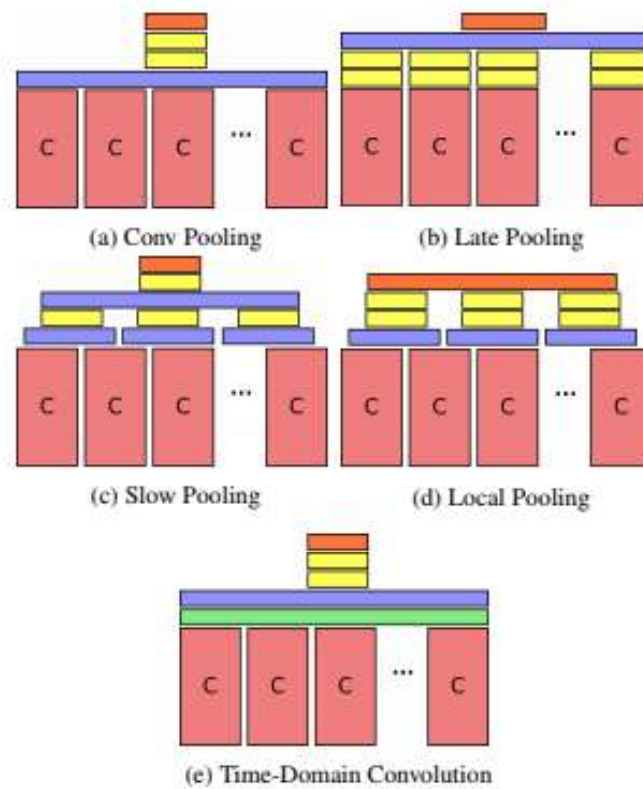 C C C ... C
C C C ... C
(a) Conv Pooling
(b) Late Pooling
C C C ... C
C C C ... C
(c) Slow Pooling
(d) Local Pooling
C C C ... C
(e) Time-Domain Convolution